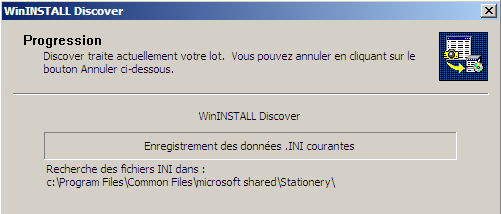 WinINSTALL Discover
Progression
Discover traite actuellement votre lot. Vous pouvez annuler en cliquant sur le
bouton Annuler ci-dessous.
WinINSTALL Discover
Enregistrement des données .INI courantes
Recherche des fichiers INI dans :
c:\Program Files\Common Files\microsoft shared\Stationery\